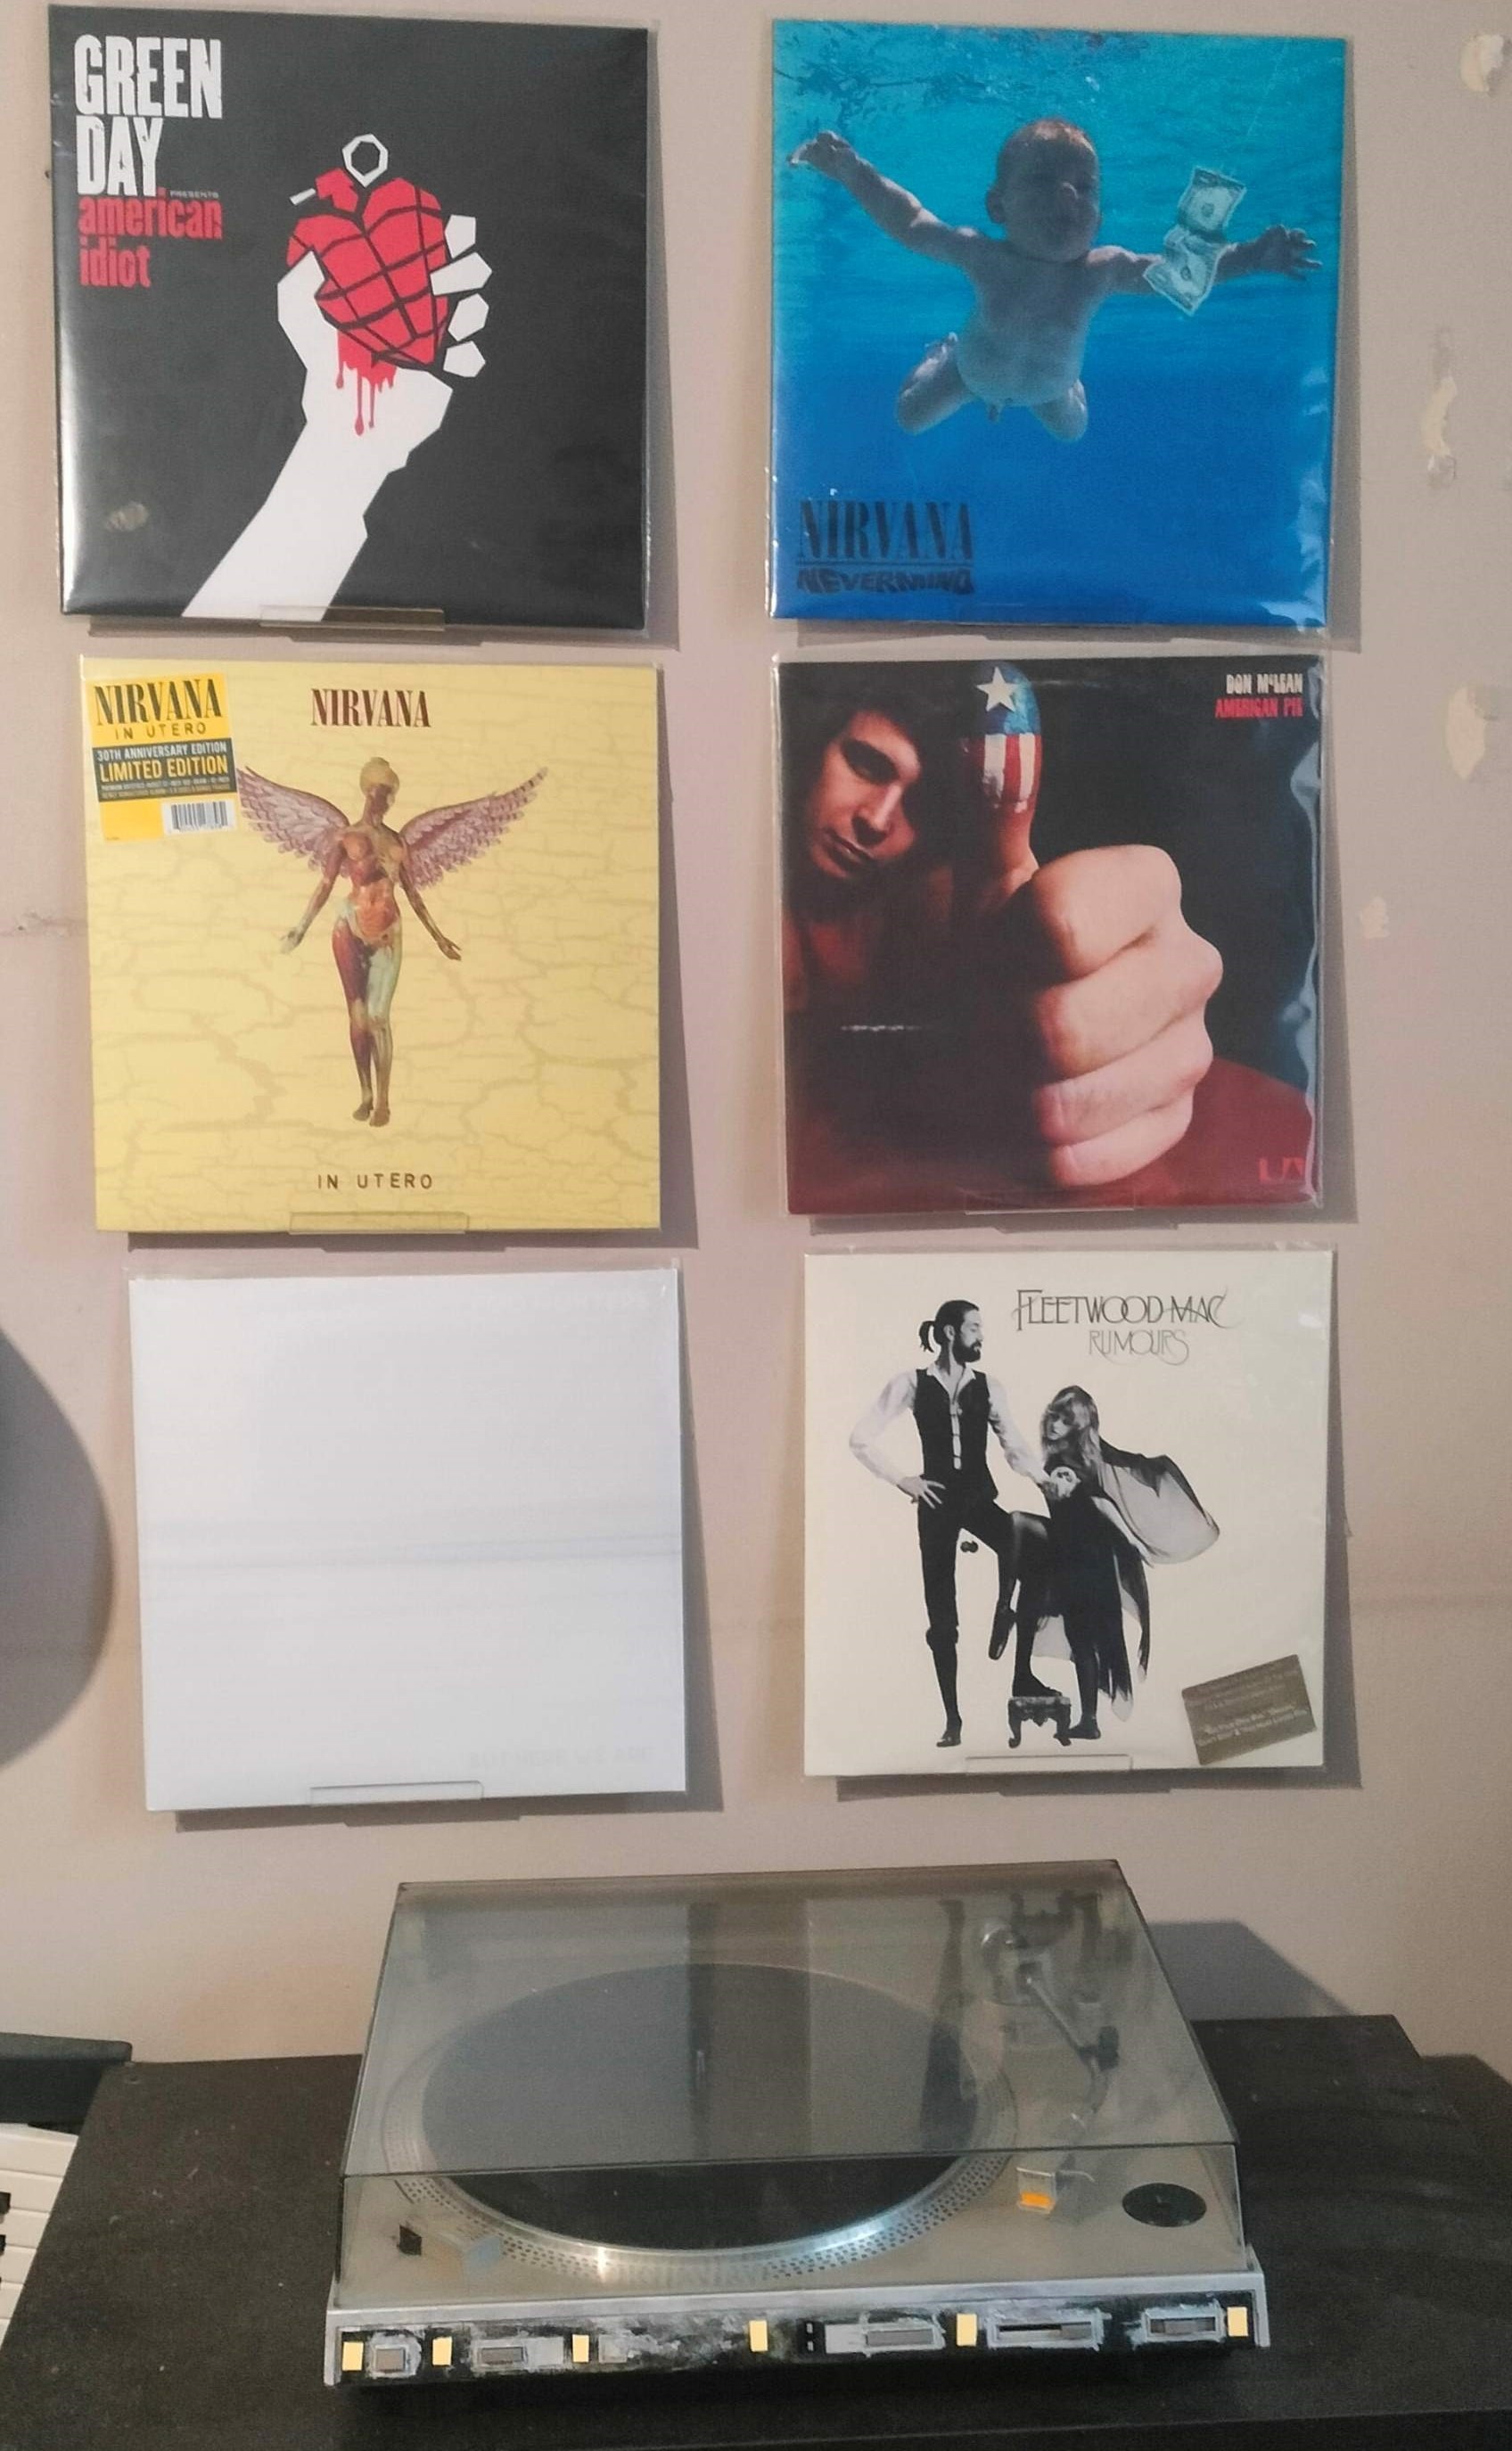 GREEN
DAY
PRESENTS
american
idiot
NIRVANA
NEVERMIND
NIRVANA
IN UTERO
30TH ANNIVERSARY EDITION
LIMITED EDITION
NIRVANA
IN UTERO
DON McLEAN
AMERICAN PIE
UA
FLEETWOOD MAC
RUMOURS